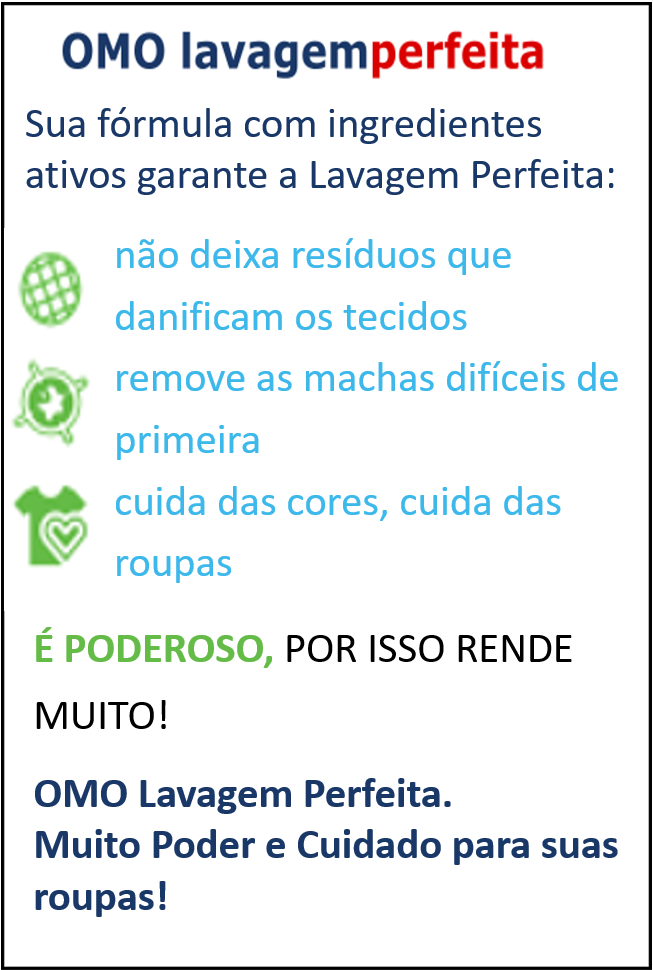 OMO lavagemperfeita
Sua fórmula com ingredientes
ativos garante a Lavagem Perfeita:
não deixa resíduos que
danificam os tecidos
remove as machas difíceis de
primeira
cuida das cores, cuida das
roupas
É PODEROSO, POR ISSO RENDE
MUITO!
OMO Lavagem Perfeita.
Muito Poder e Cuidado para suas
roupas!